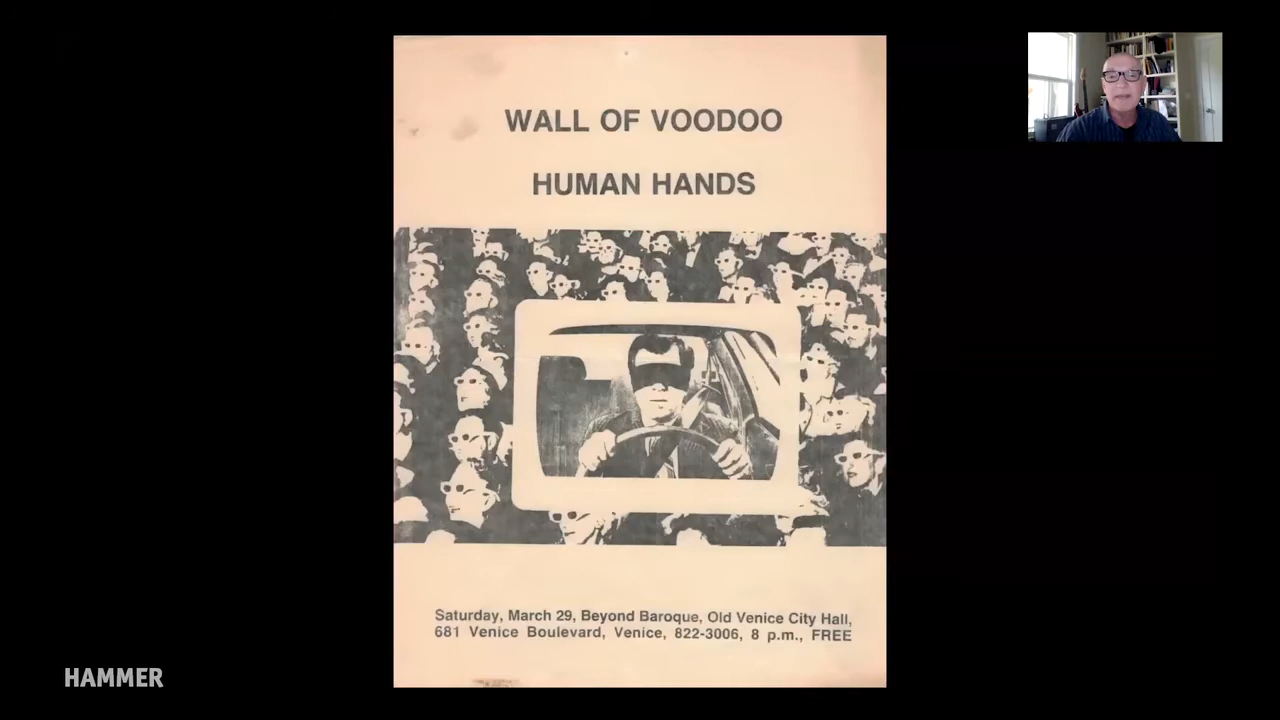 WALL OF VOODOO
HUMAN HANDS
Saturday, March 29, Beyond Baroque, Old Venice City Hall,
681 Venice Boulevard, Venice, 822-3006, 8 p.m., FREE
HAMMER